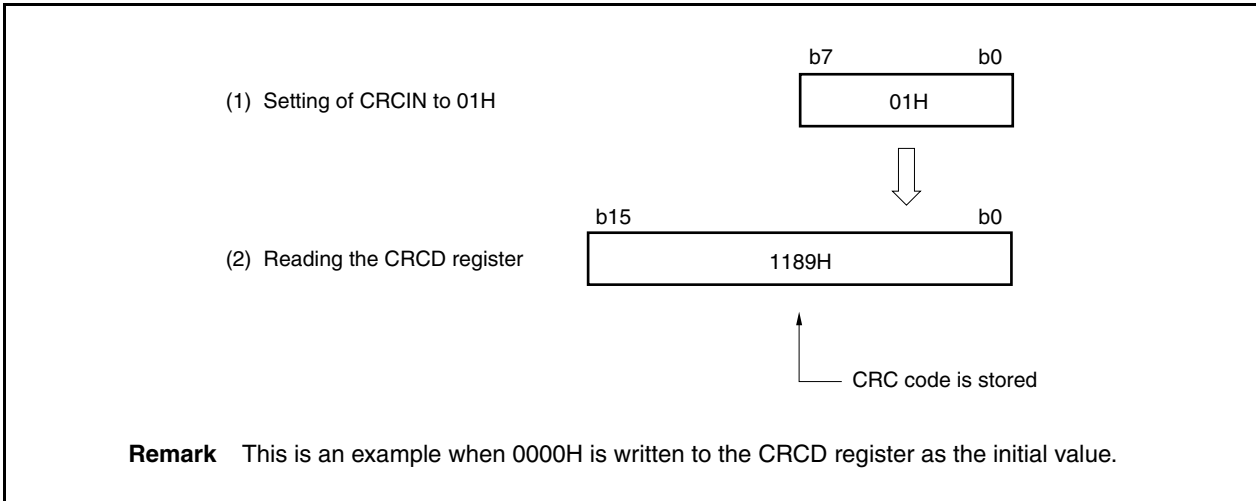 b7 b0
(1) Setting of CRCIN to 01H
01H
b15 b0
(2) Reading the CRCD register
1189H
CRC code is stored
Remark This is an example when 0000H is written to the CRCD register as the initial value.